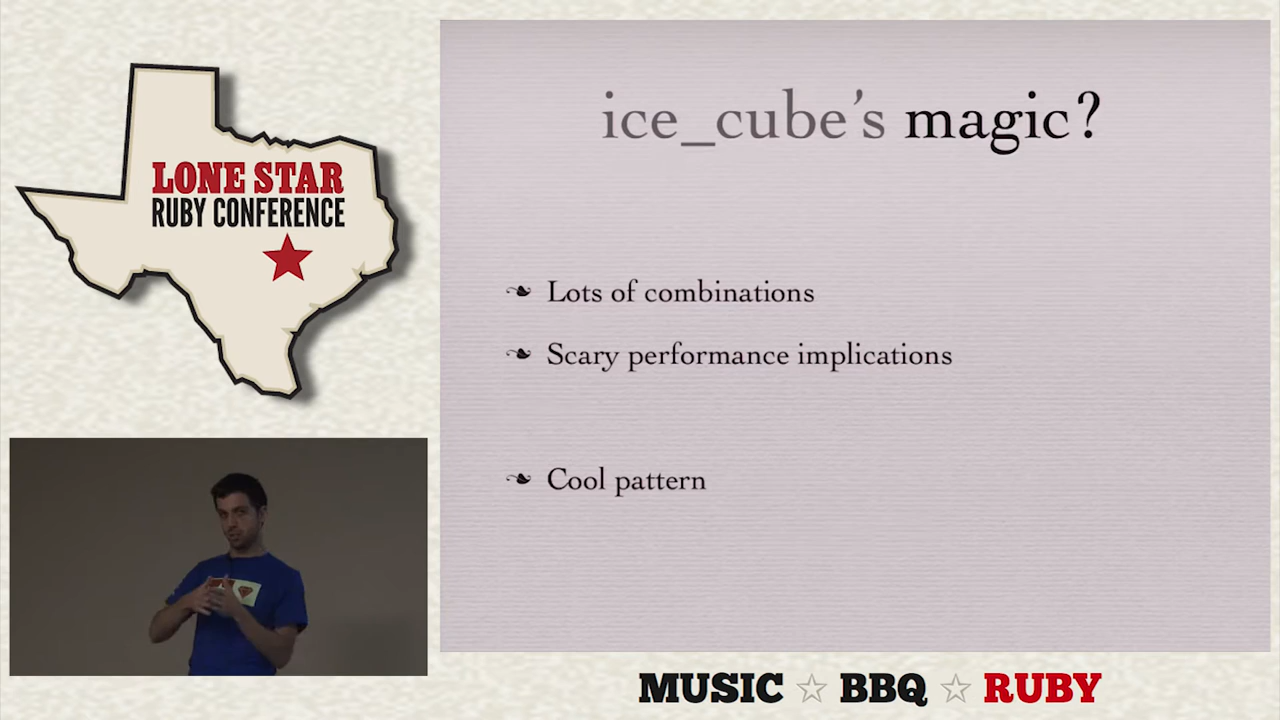 LONE STAR
RUBY CONFERENCE
ice_cube’s magic?
Lots of combinations
Scary performance implications
Cool pattern
MUSIC ☆ BBQ ☆ RUBY